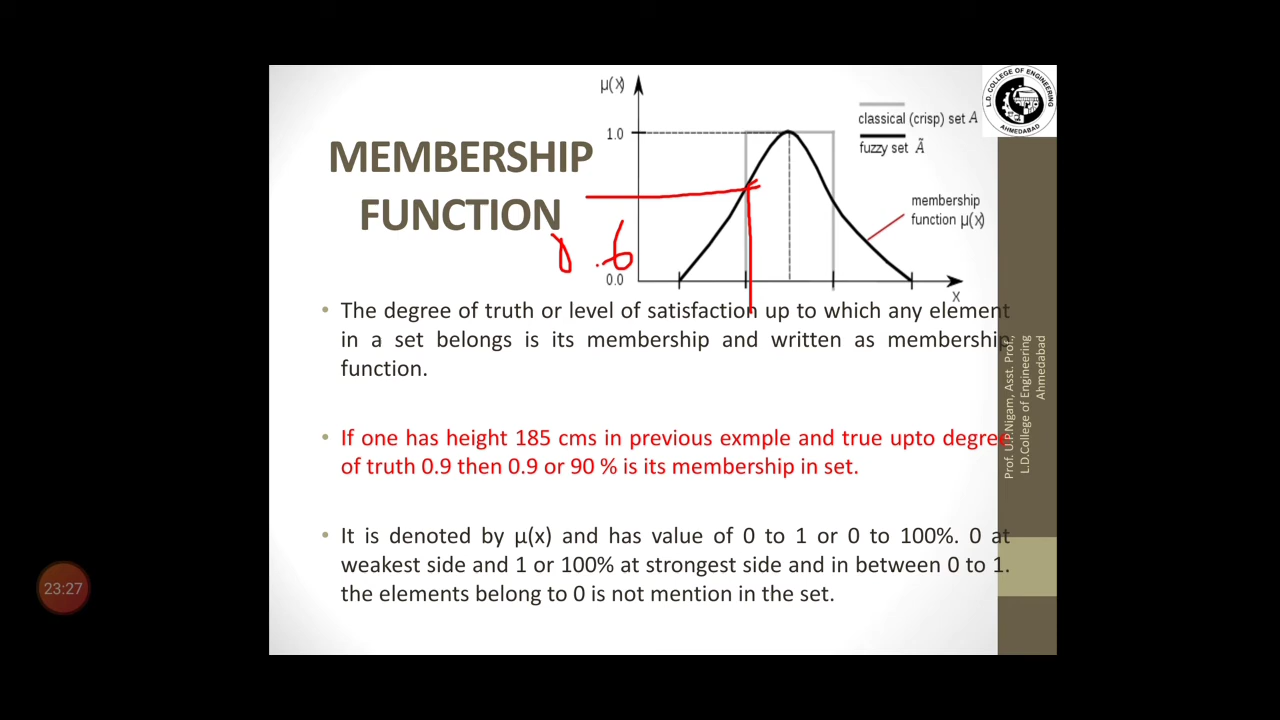 μ(x)
1.0
0.0
x
classical (crisp) set A
fuzzy set Ã
membership
function μ(x)
L.D. COLLEGE OF ENGINEERING
AHMEDABAD
MEMBERSHIP
FUNCTION
0.6
• The degree of truth or level of satisfaction up to which any element
in a set belongs is its membership and written as membership
function.
• If one has height 185 cms in previous exmple and true upto degree
of truth 0.9 then 0.9 or 90 % is its membership in set.
• It is denoted by μ(x) and has value of 0 to 1 or 0 to 100%. 0 at
weakest side and 1 or 100% at strongest side and in between 0 to 1.
the elements belong to 0 is not mention in the set.
Prof. U.P.Nigam, Asst. Prof,
L.D.College of Engineering
Ahmedabad
23:27